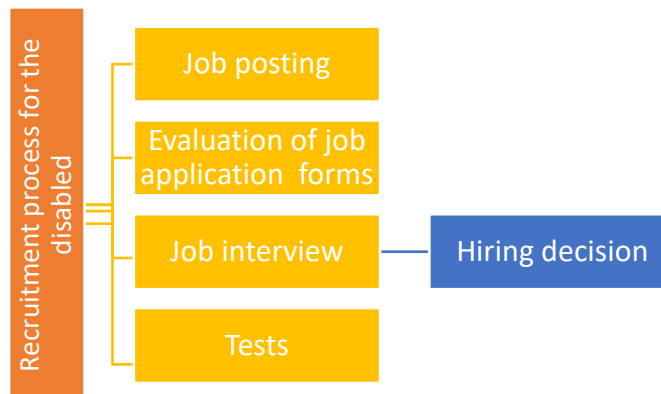 Recruitment process for the
disabled
Job posting
Evaluation of job
application forms
Job interview
Hiring decision
Tests